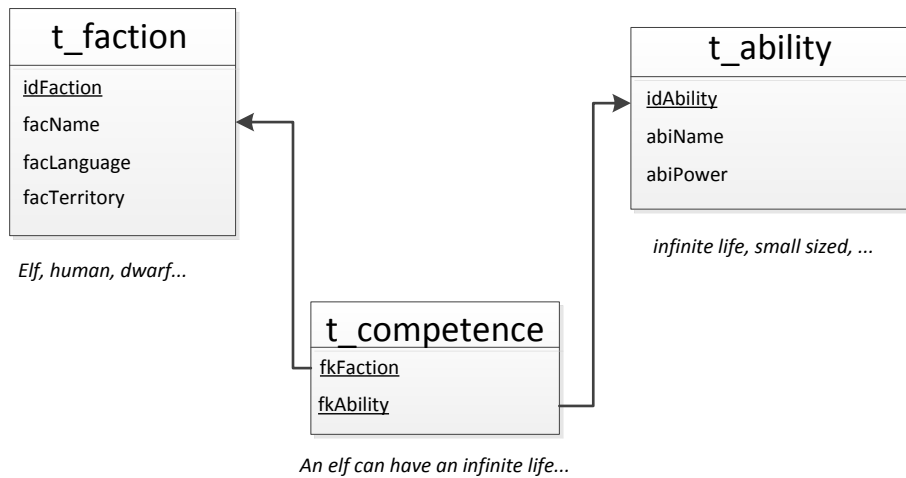 t_faction
idFaction
facName
facLanguage
facTerritory
Elf, human, dwarf...
t_ability
idAbility
abiName
abiPower
infinite life, small sized, ...
t_competence
fkFaction
fkAbility
An elf can have an infinite life...